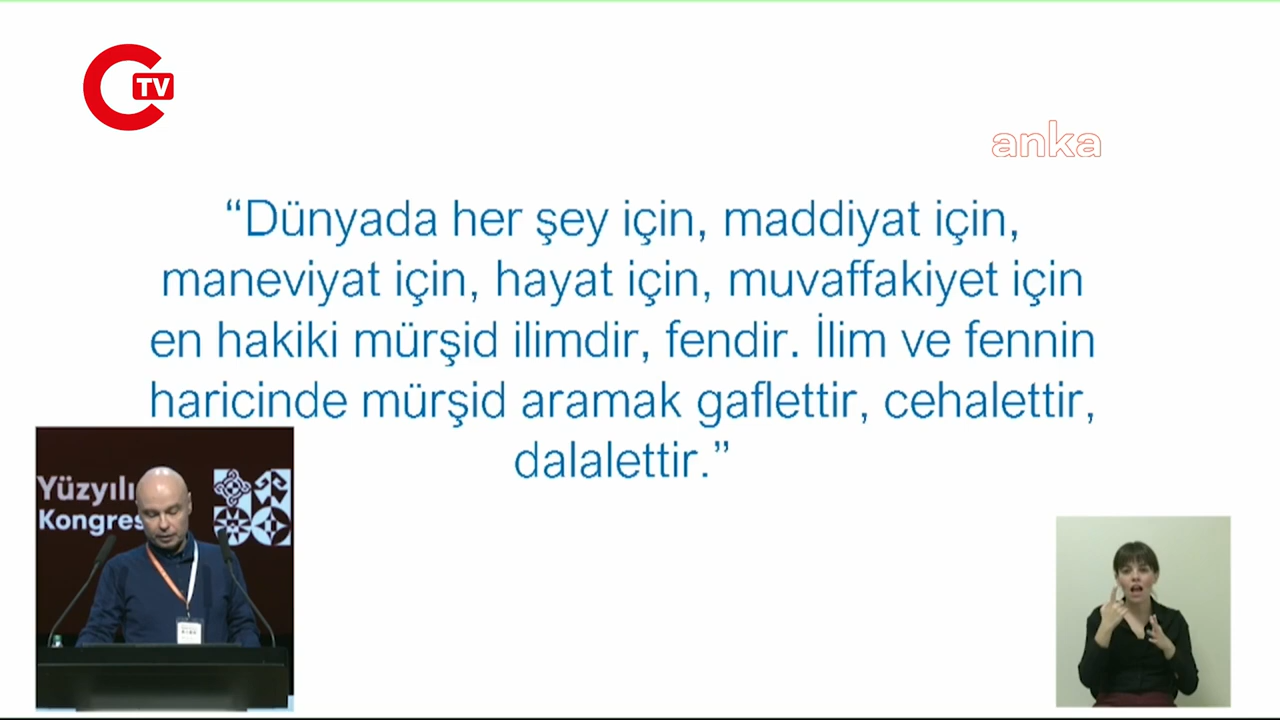 TV
anka
“Dünyada her şey için, maddiyat için,
maneviyat için, hayat için, muvaffakiyet için
en hakiki mürşid ilimdir, fendir. İlim ve fennin
haricinde mürşid aramak gaflettir, cehalettir,
dalalettir.”
Yüzyılı
Kongres